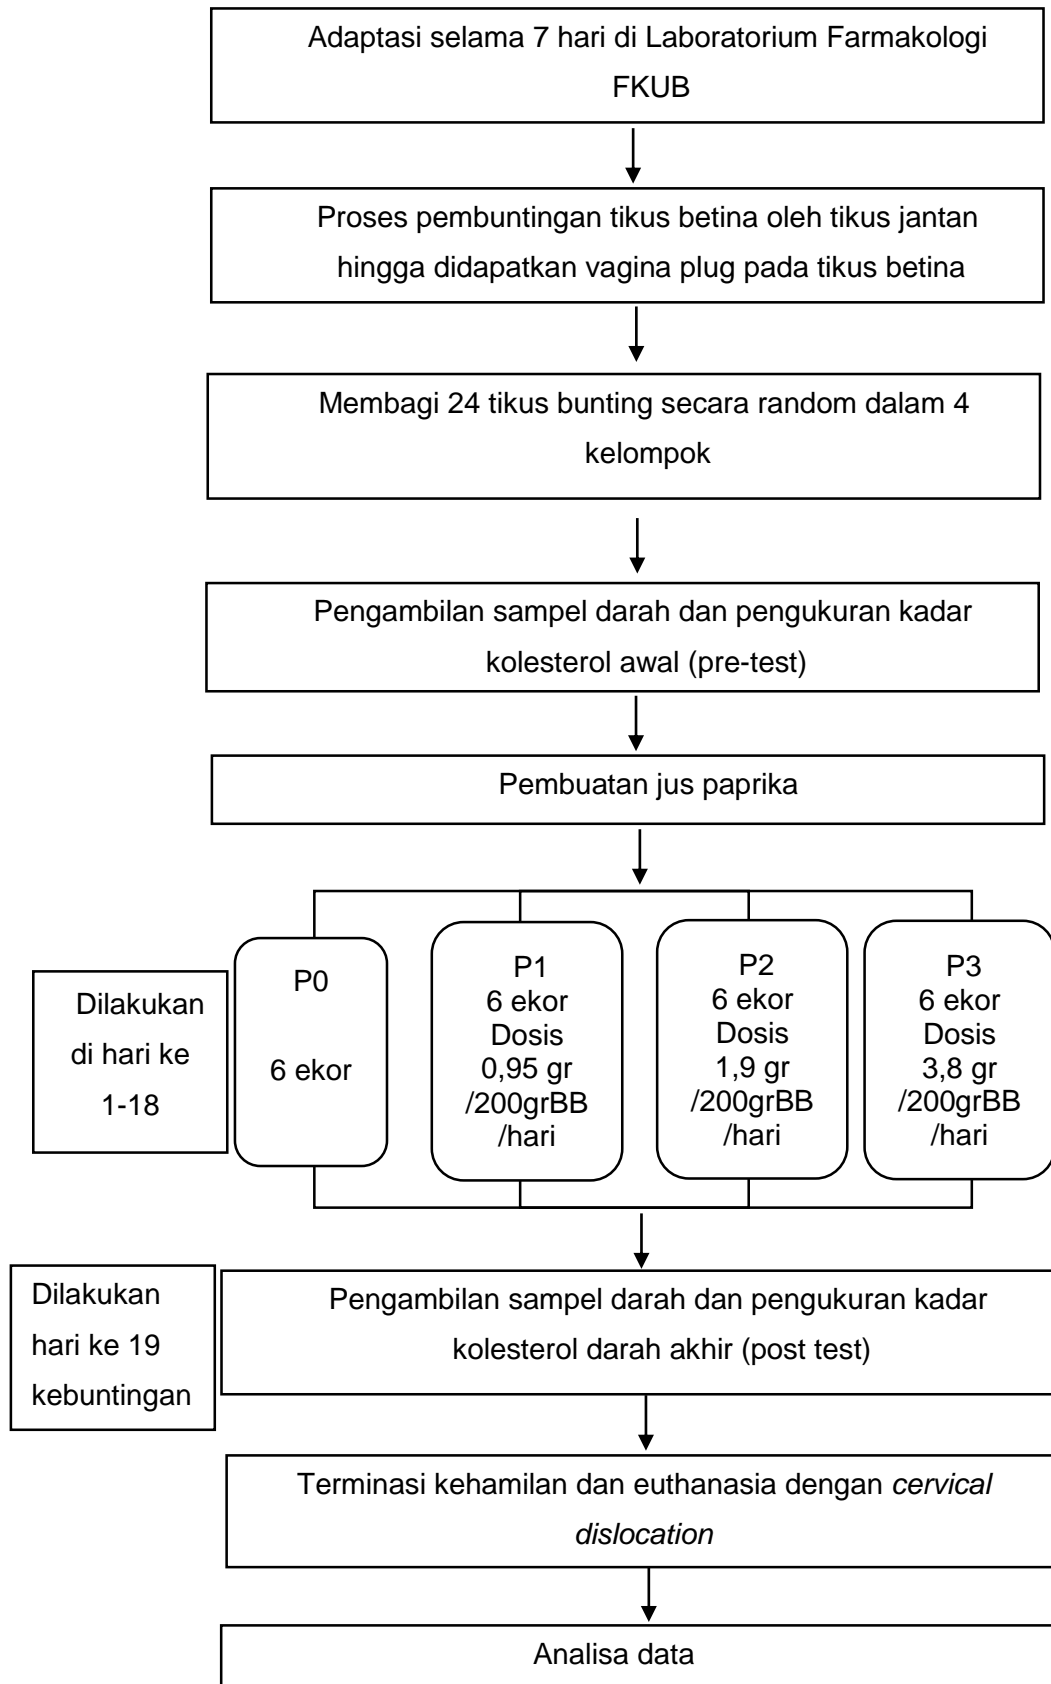 Adaptasi selama 7 hari di Laboratorium Farmakologi
FKUB
Proses pembuntingan tikus betina oleh tikus jantan
hingga didapatkan vagina plug pada tikus betina
Membagi 24 tikus bunting secara random dalam 4
kelompok
Pengambilan sampel darah dan pengukuran kadar
kolesterol awal (pre-test)
Pembuatan jus paprika
Dilakukan
di hari ke
1-18
P0
6 ekor
P1
6 ekor
Dosis
0,95 gr
/200grBB
/hari
P2
6 ekor
Dosis
1,9 gr
/200grBB
/hari
P3
6 ekor
Dosis
3,8 gr
/200grBB
/hari
Dilakukan
hari ke 19
kebuntingan
Pengambilan sampel darah dan pengukuran kadar
kolesterol darah akhir (post test)
Terminasi kehamilan dan euthanasia dengan cervical
dislocation
Analisa data